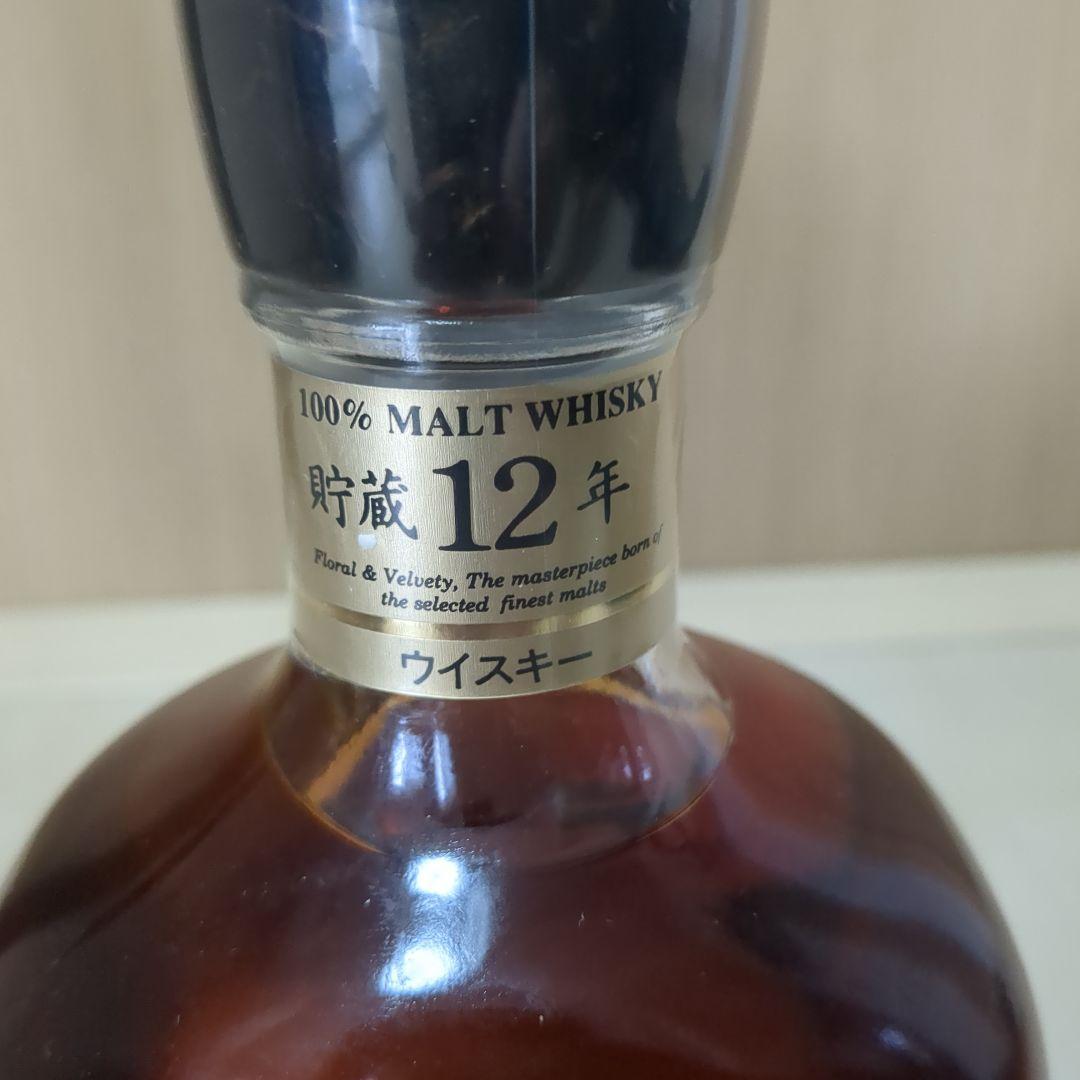 100% MALT WHISKY
貯蔵12年
Floral & Velvety, The masterpiece born of
the selected finest malts
ウイスキー